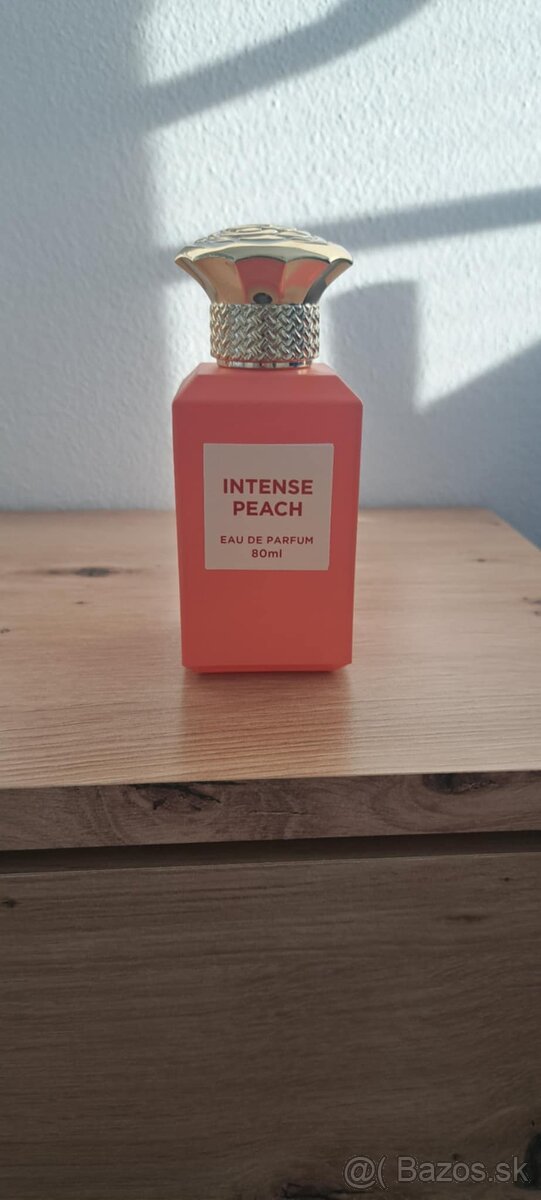 INTENSE
PEACH
EAU DE PARFUM
80ml
@( Bazos.sk